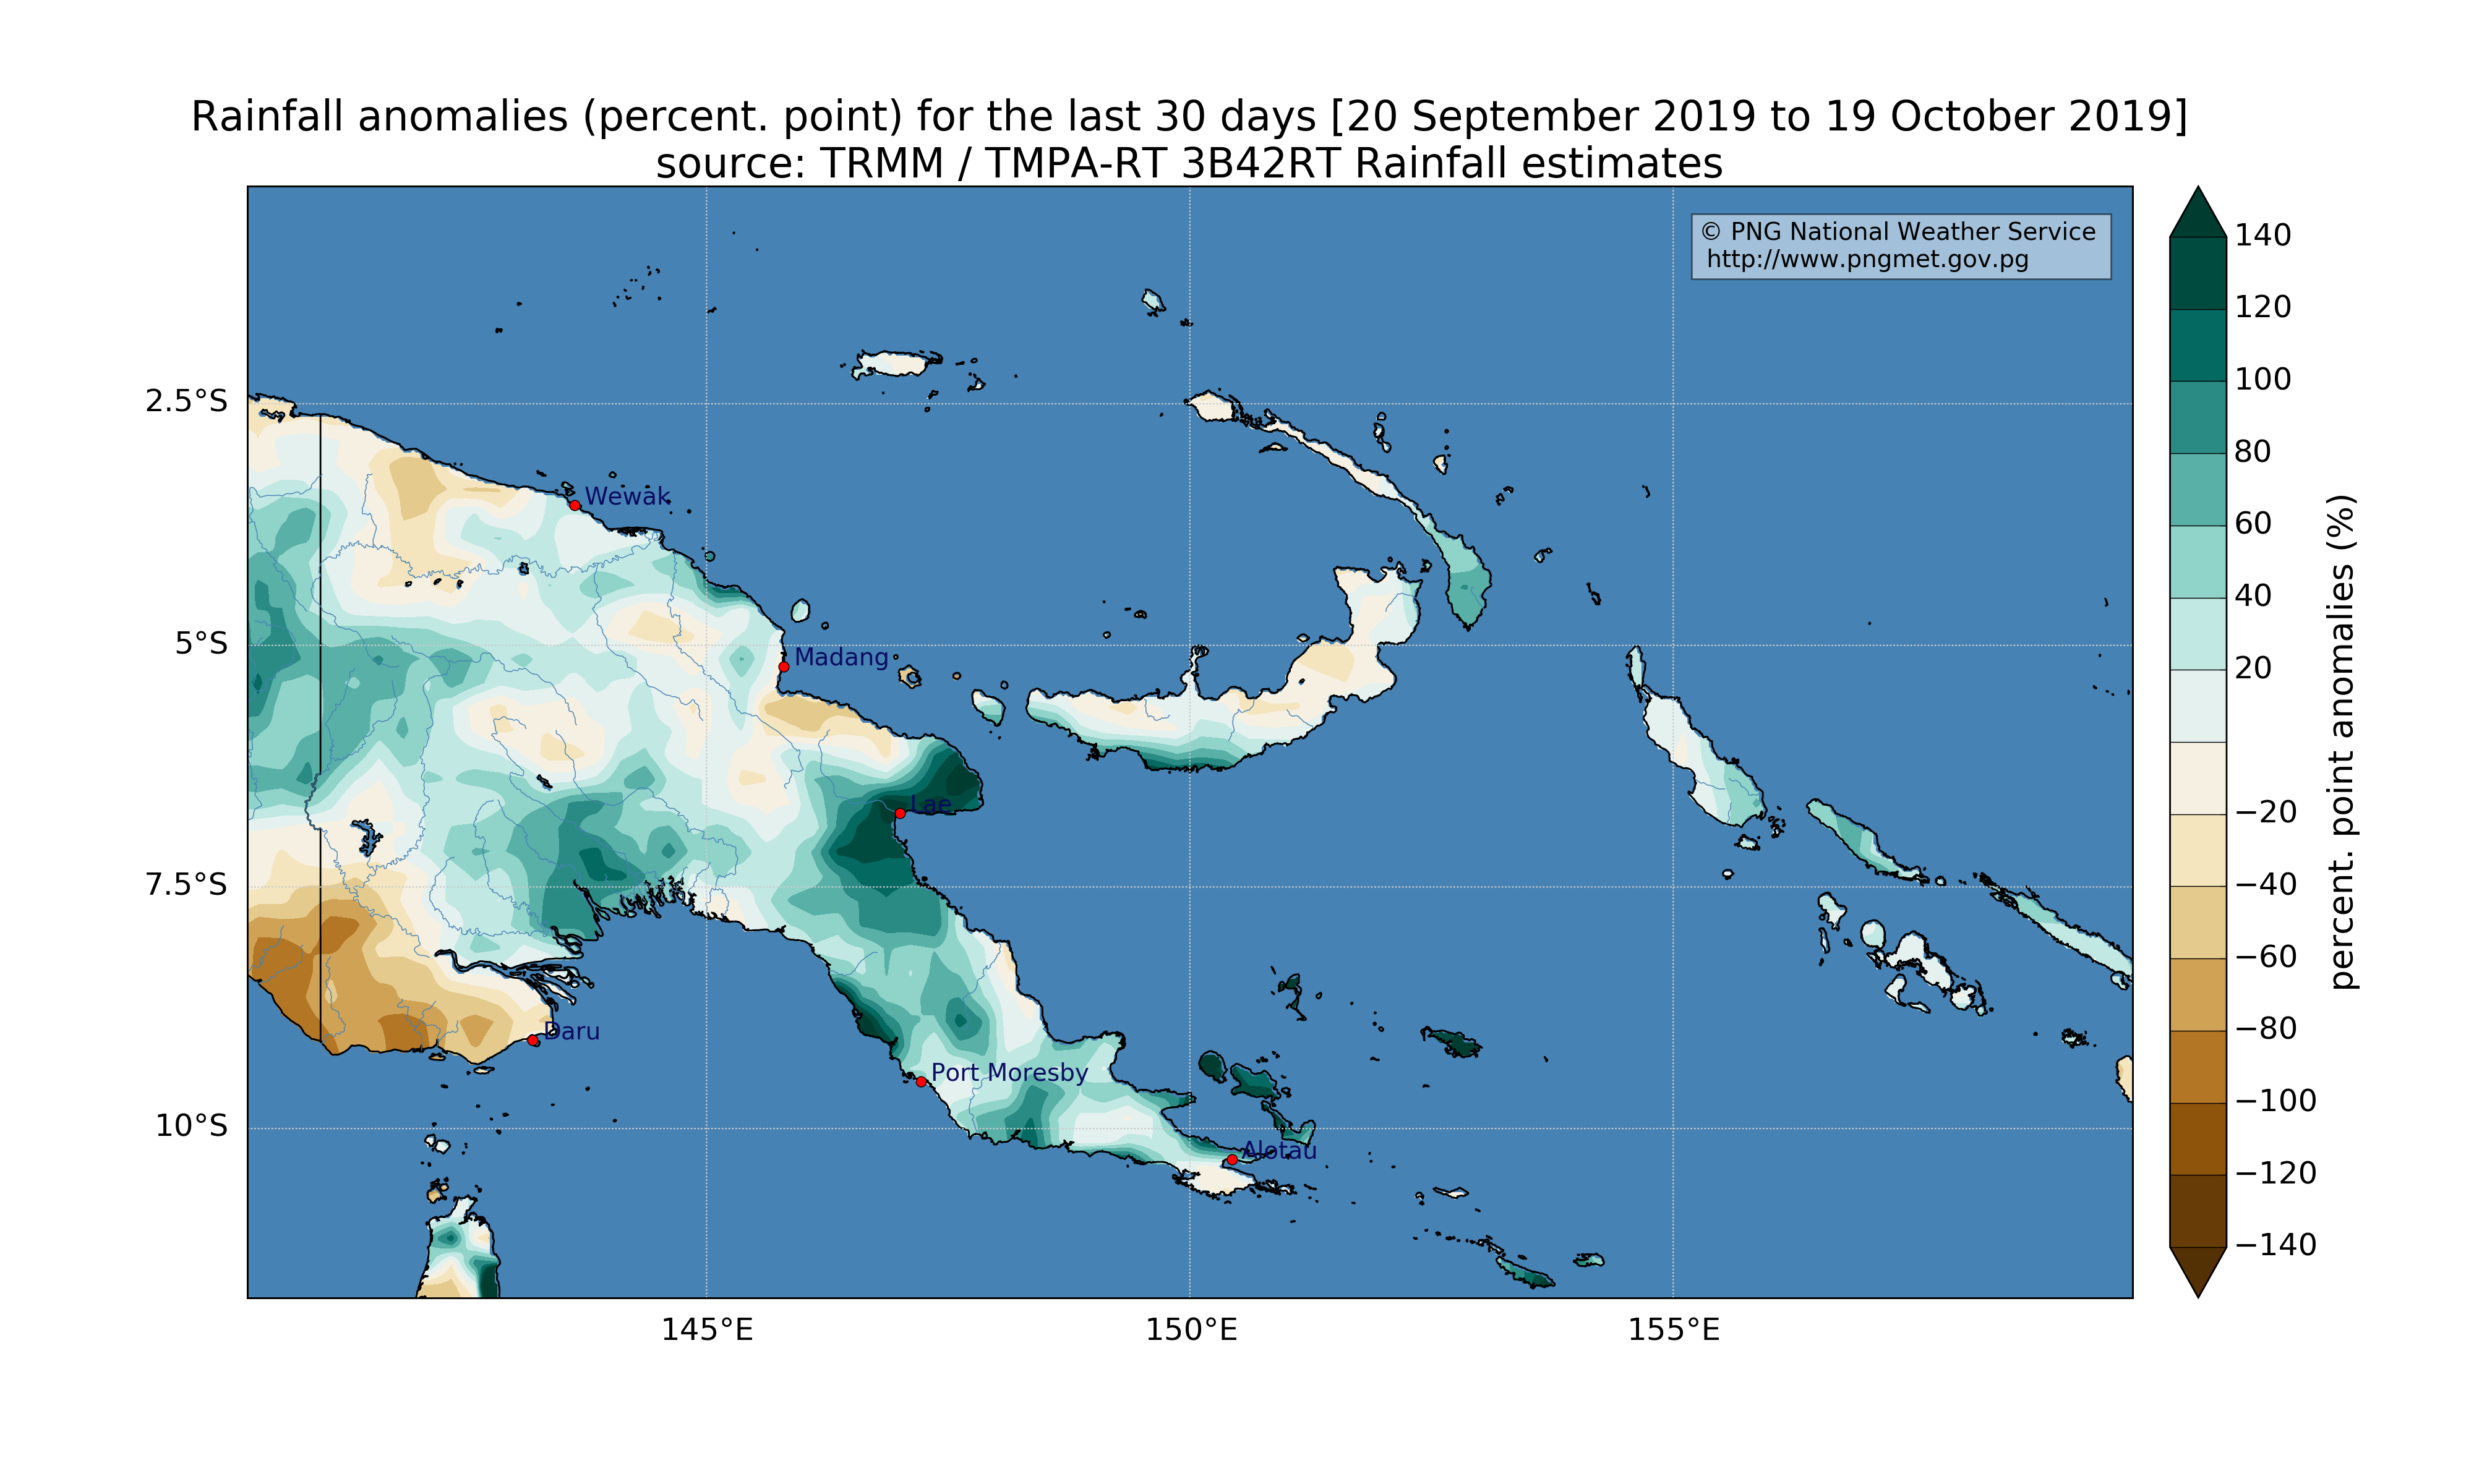 Rainfall anomalies (percent. point) for the last 30 days [20 September 2019 to 19 October 2019]
source: TRMM / TMPA-RT 3B42RT Rainfall estimates
© PNG National Weather Service
http://www.pngmet.gov.pg
2.5°S
5°S
7.5°S
10°S
145°E
150°E
155°E
Wewak
Madang
Lae
Daru
Port Moresby
Alotau
140
120
100
80
60
40
20
−20
−40
−60
−80
−100
−120
−140
percent. point anomalies (%)